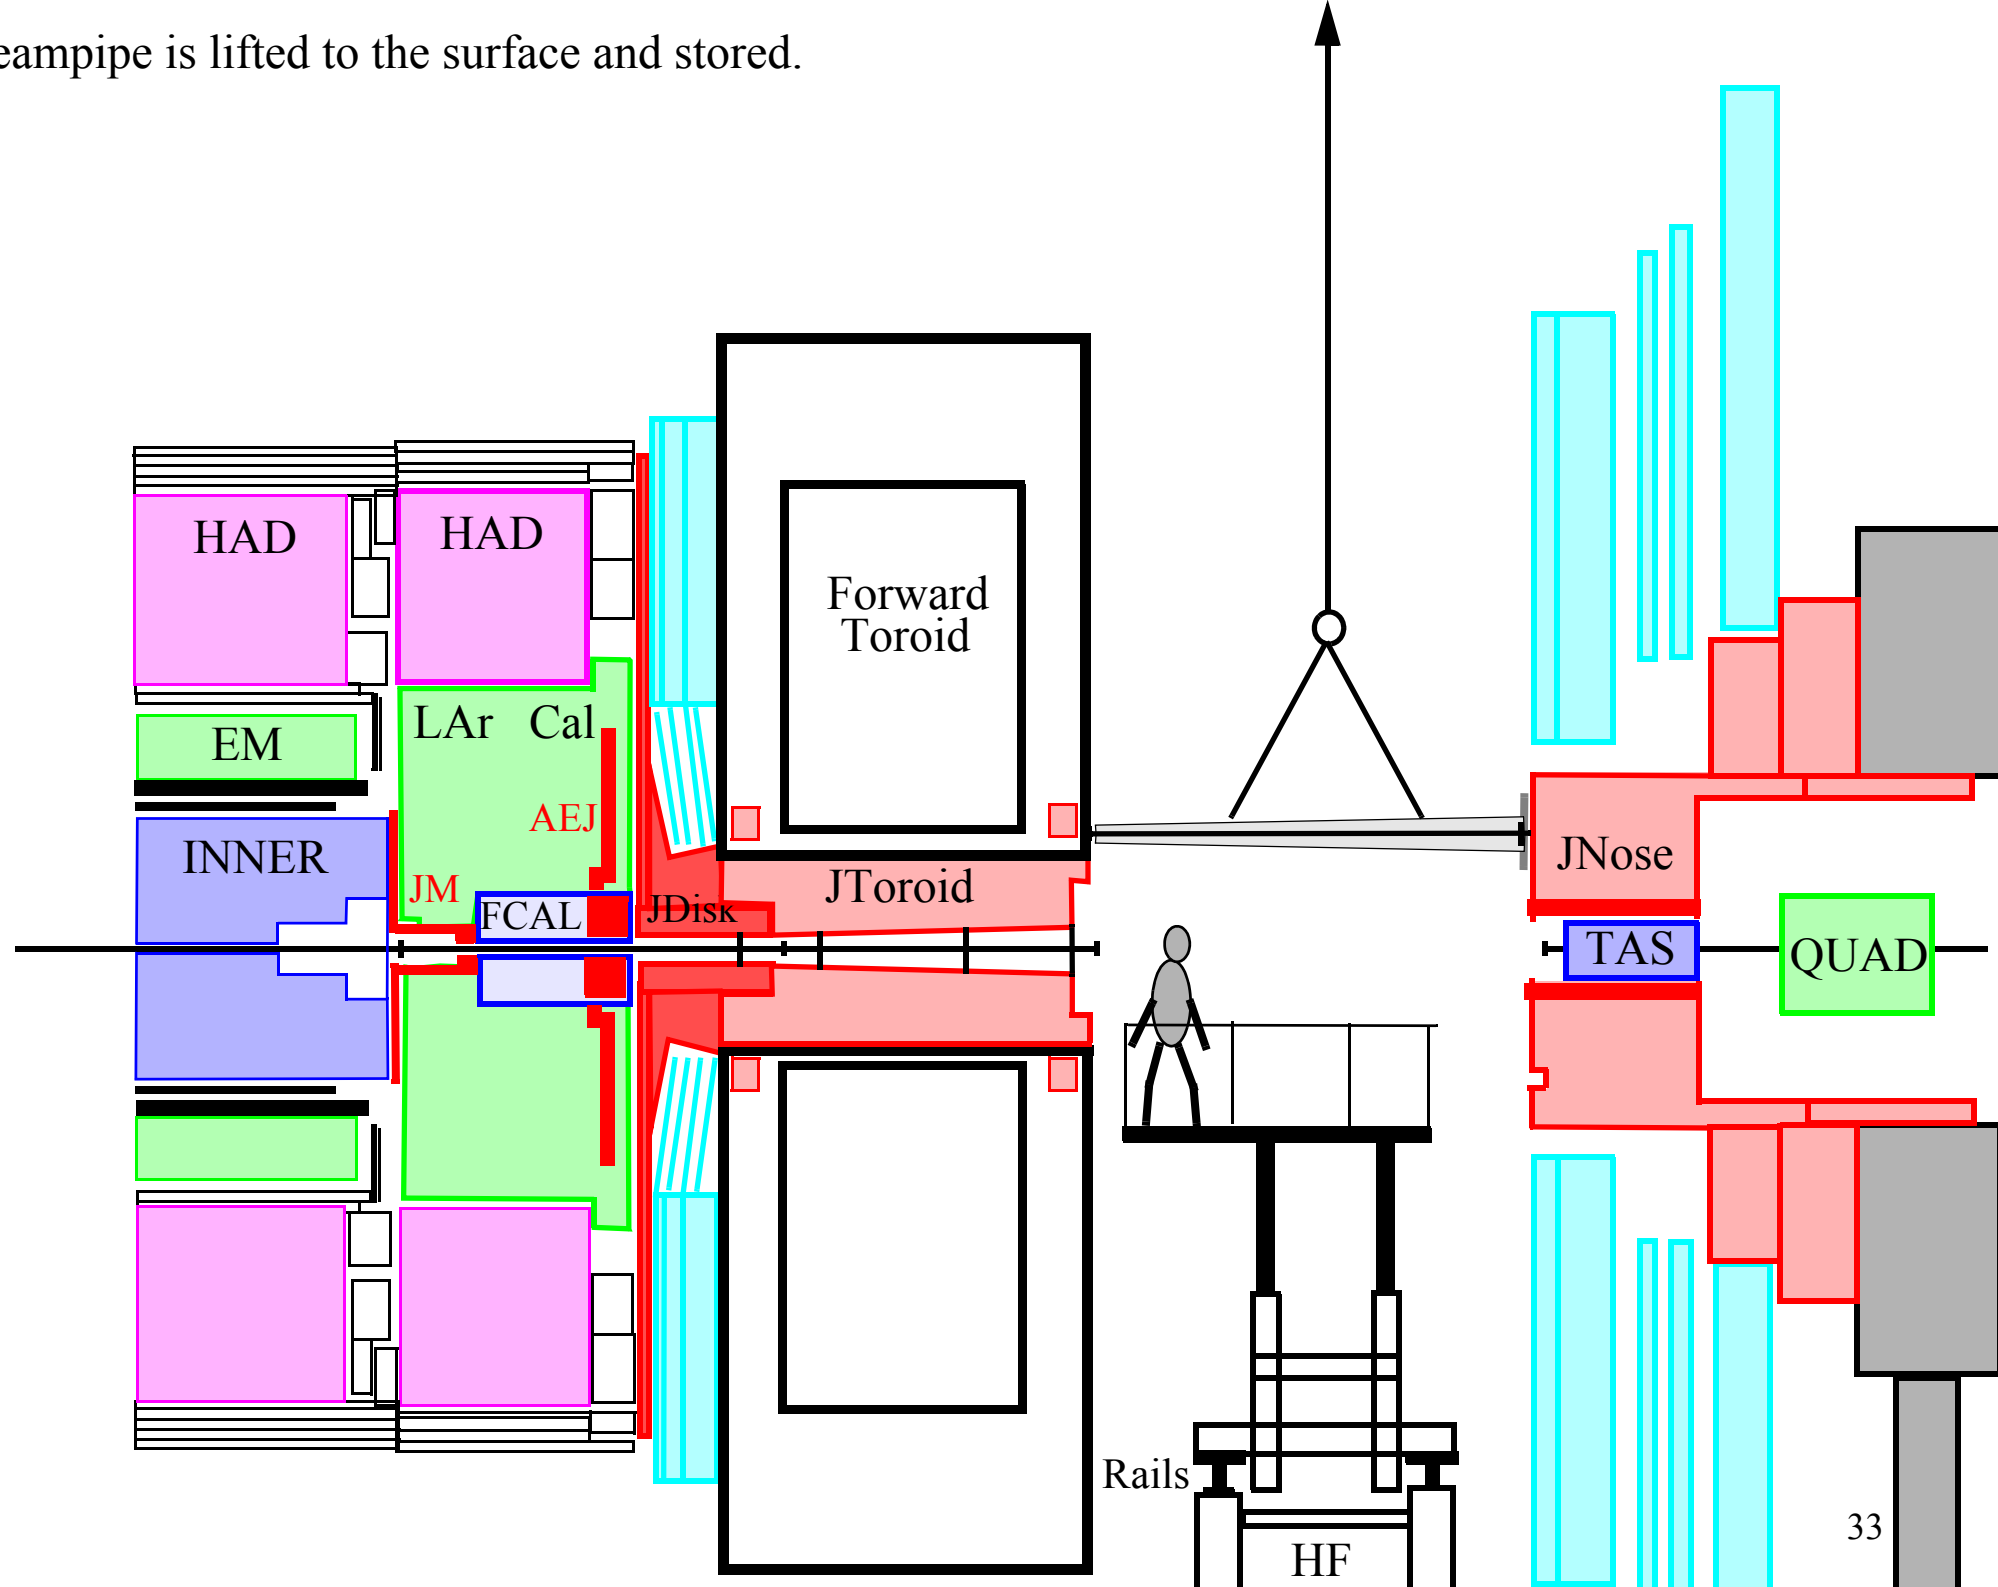 eampipe is lifted to the surface and stored.
HAD
HAD
Forward
Toroid
LAr Cal
EM
AEJ
INNER
JM
JToroid
JNose
FCAL
JDisk
TAS
QUAD
Rails
33
HF